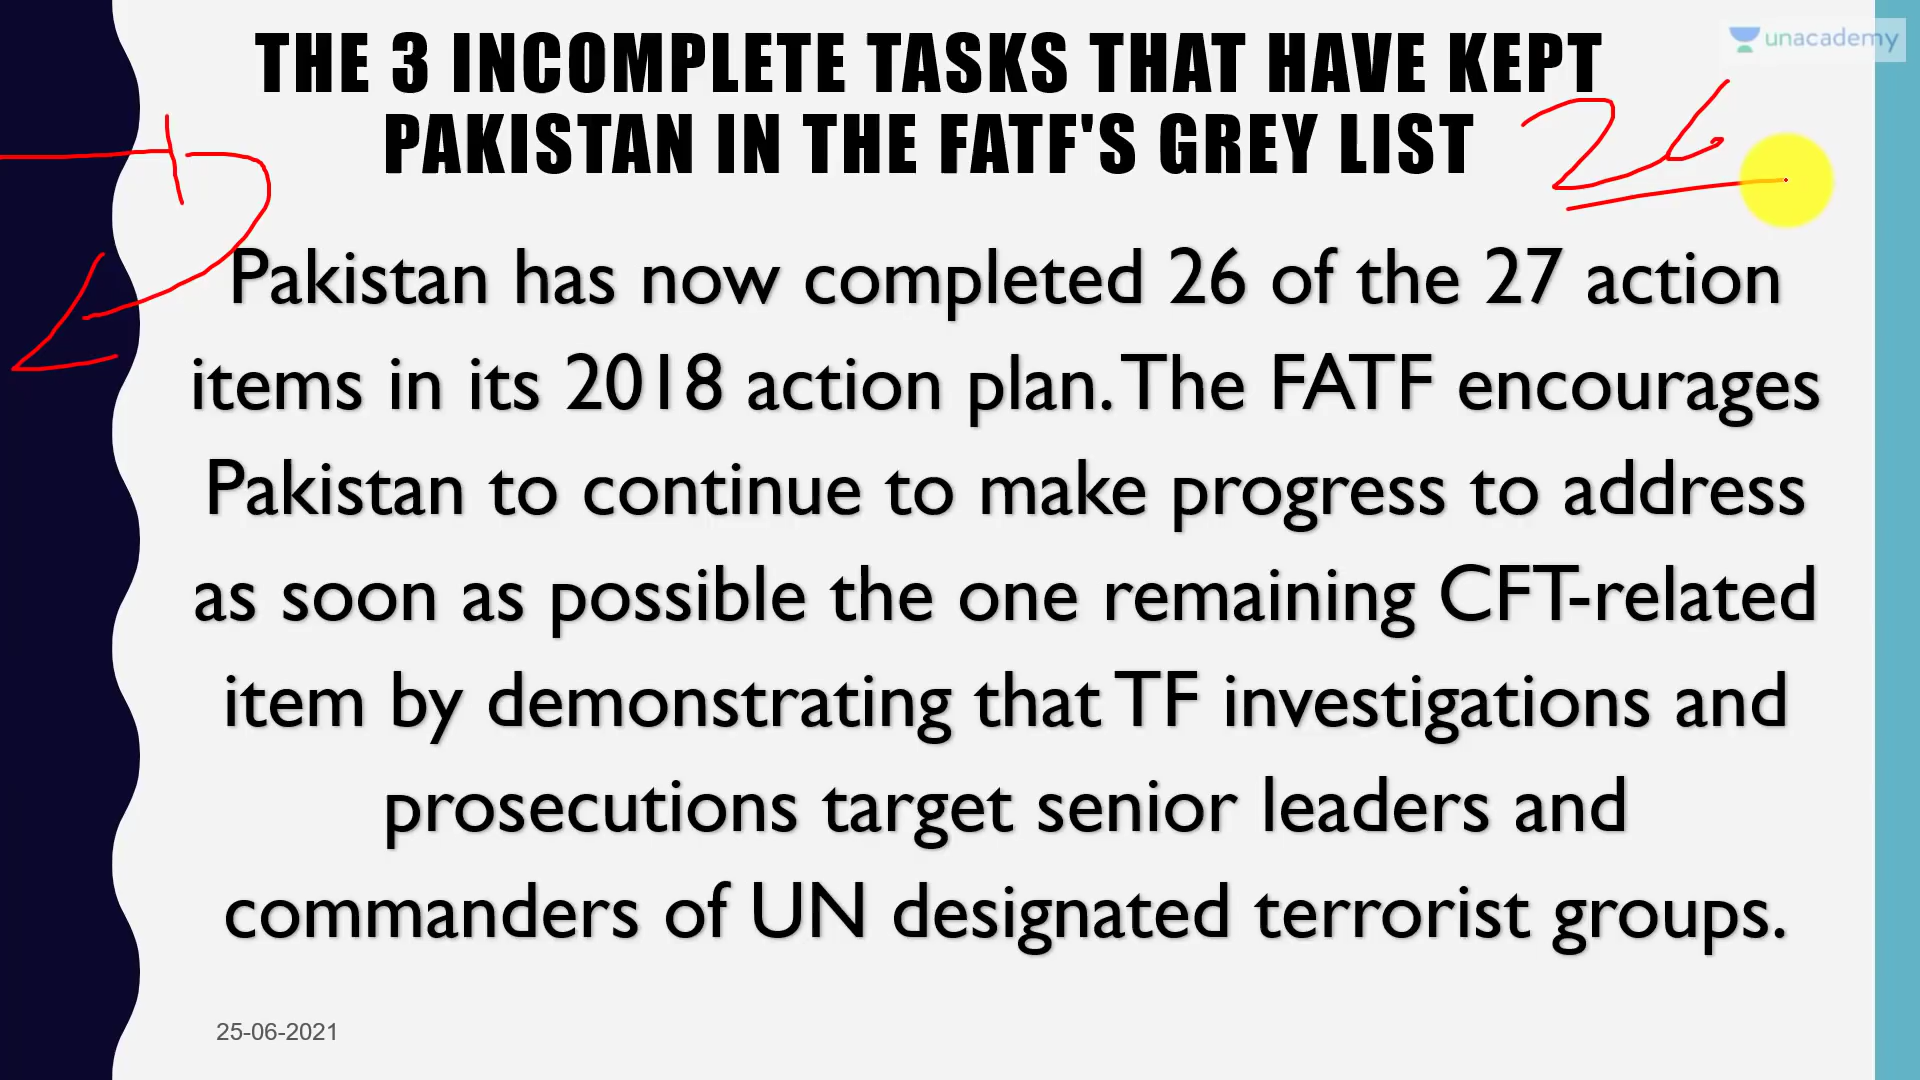 unacademy
THE 3 INCOMPLETE TASKS THAT HAVE KEPT
PAKISTAN IN THE FATF'S GREY LIST
26
Pakistan has now completed 26 of the 27 action
items in its 2018 action plan. The FATF encourages
Pakistan to continue to make progress to address
as soon as possible the one remaining CFT-related
item by demonstrating that TF investigations and
prosecutions target senior leaders and
commanders of UN designated terrorist groups.
25-06-2021